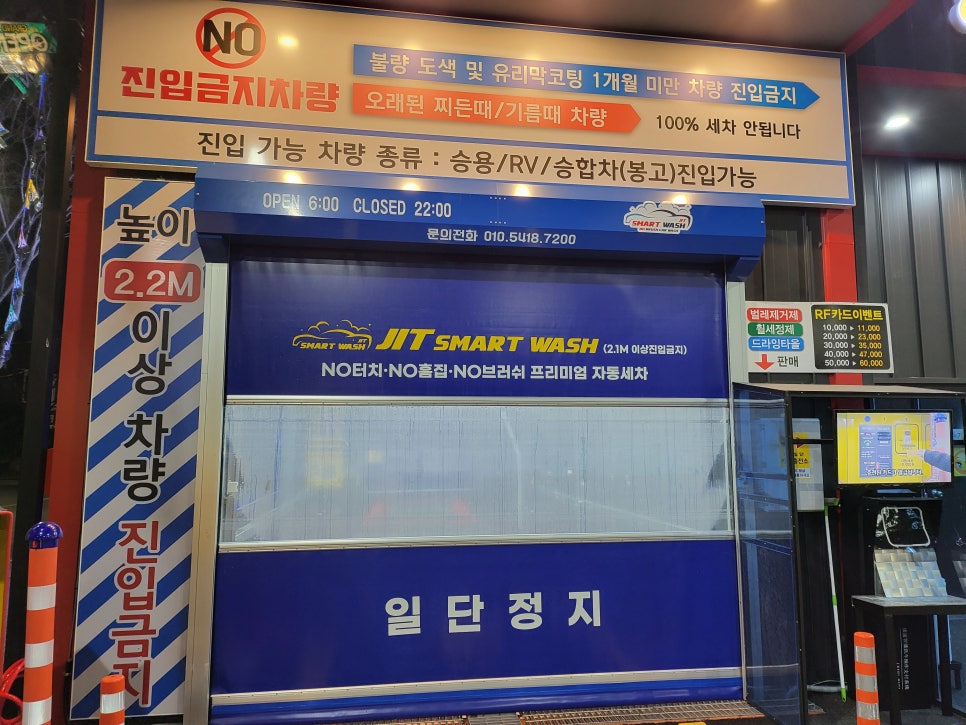 NO
진입금지차량
불량 도색 및 유리막코팅 1개월 미만 차량 진입금지
오래된 찌든때/기름때 차량
100% 세차 안됩니다
진입 가능 차량 종류 : 승용/RV/승합차(봉고)진입가능
OPEN 6:00 CLOSED 22:00
문의전화 010.5418.7200
JIT
SMART WASH
높이
2.2M
이상 차량 진입금지
JIT
SMART WASH
JIT SMART WASH (2.1M 이상진입금지)
NO터치·NO흠집·NO브러쉬 프리미엄 자동세차
일단정지
벌레제거제
휠세정제
드라잉타올
판매
RF카드이벤트
10,000 ▶ 11,000
20,000 ▶ 23,000
30,000 ▶ 35,000
40,000 ▶ 47,000
50,000 ▶ 60,000